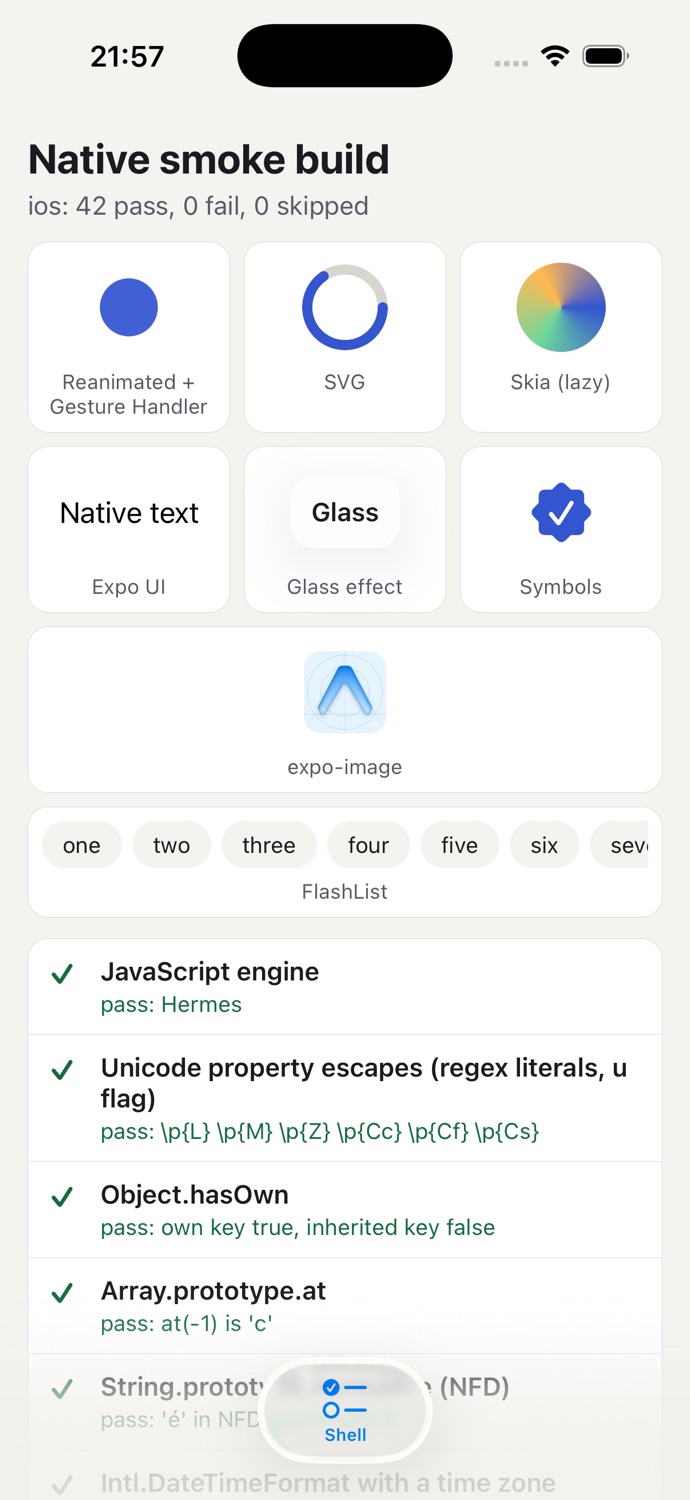 21:57
Native smoke build
ios: 42 pass, 0 fail, 0 skipped
Reanimated +
Gesture Handler
SVG
Skia (lazy)
Native text
Expo UI
Glass
Glass effect
Symbols
expo-image
one two three four five six
FlashList
JavaScript engine
pass: Hermes
Unicode property escapes (regex literals, u
flag)
pass: \p{L} \p{M} \p{Z} \p{Cc} \p{Cf} \p{Cs}
Object.hasOwn
pass: own key true, inherited key false
Array.prototype.at
pass: at(-1) is 'c'
(NFD)
pass: 'é' in NFD
Shell
Intl.DateTimeFormat with a time zone